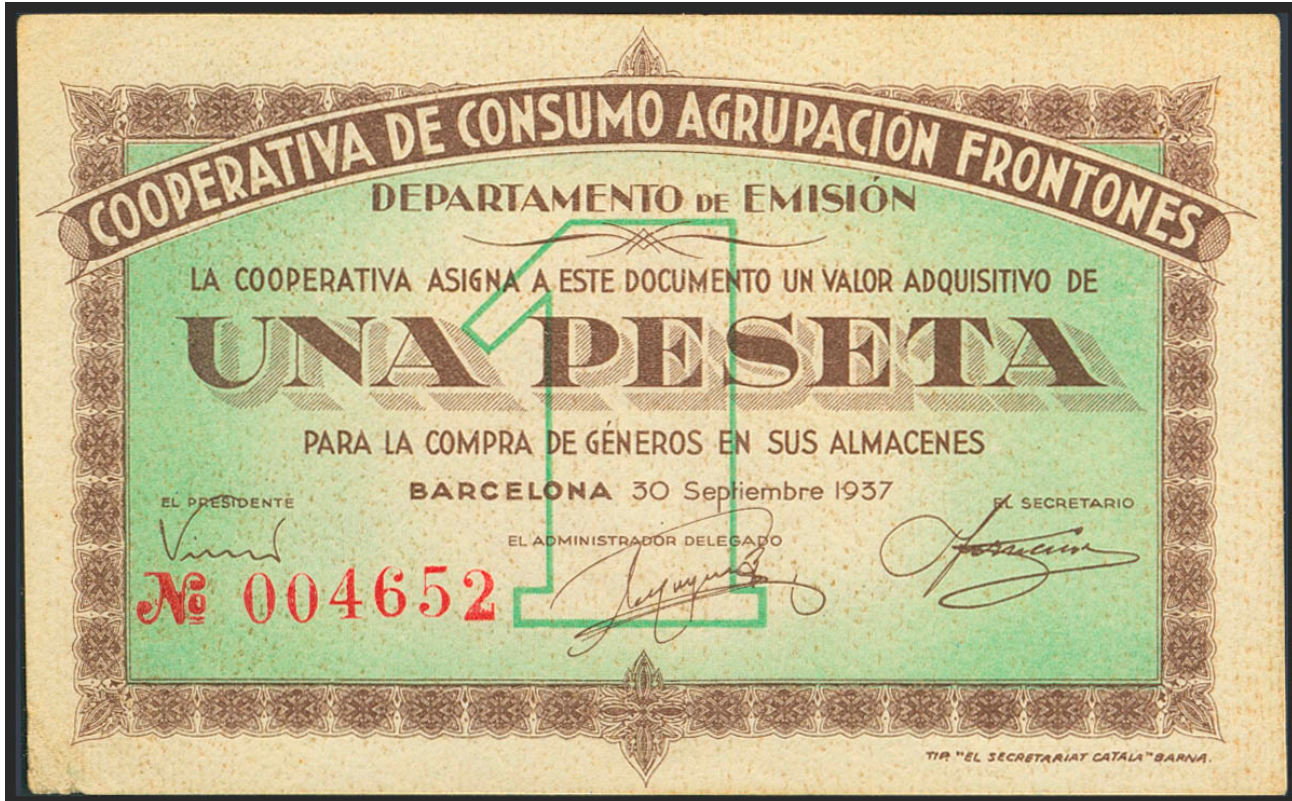 COOPERATIVA DE CONSUMO AGRUPACIÓN FRONTONES
DEPARTAMENTO DE EMISIÓN
1
LA COOPERATIVA ASIGNA A ESTE DOCUMENTO UN VALOR ADQUISITIVO DE
UNA PESETA
PARA LA COMPRA DE GÉNEROS EN SUS ALMACENES
BARCELONA 30 Septiembre 1937
EL PRESIDENTE
EL SECRETARIO
EL ADMINISTRADOR DELEGADO
Nº 004652
TIP. "EL SECRETARIAT CATALA" BARNA.